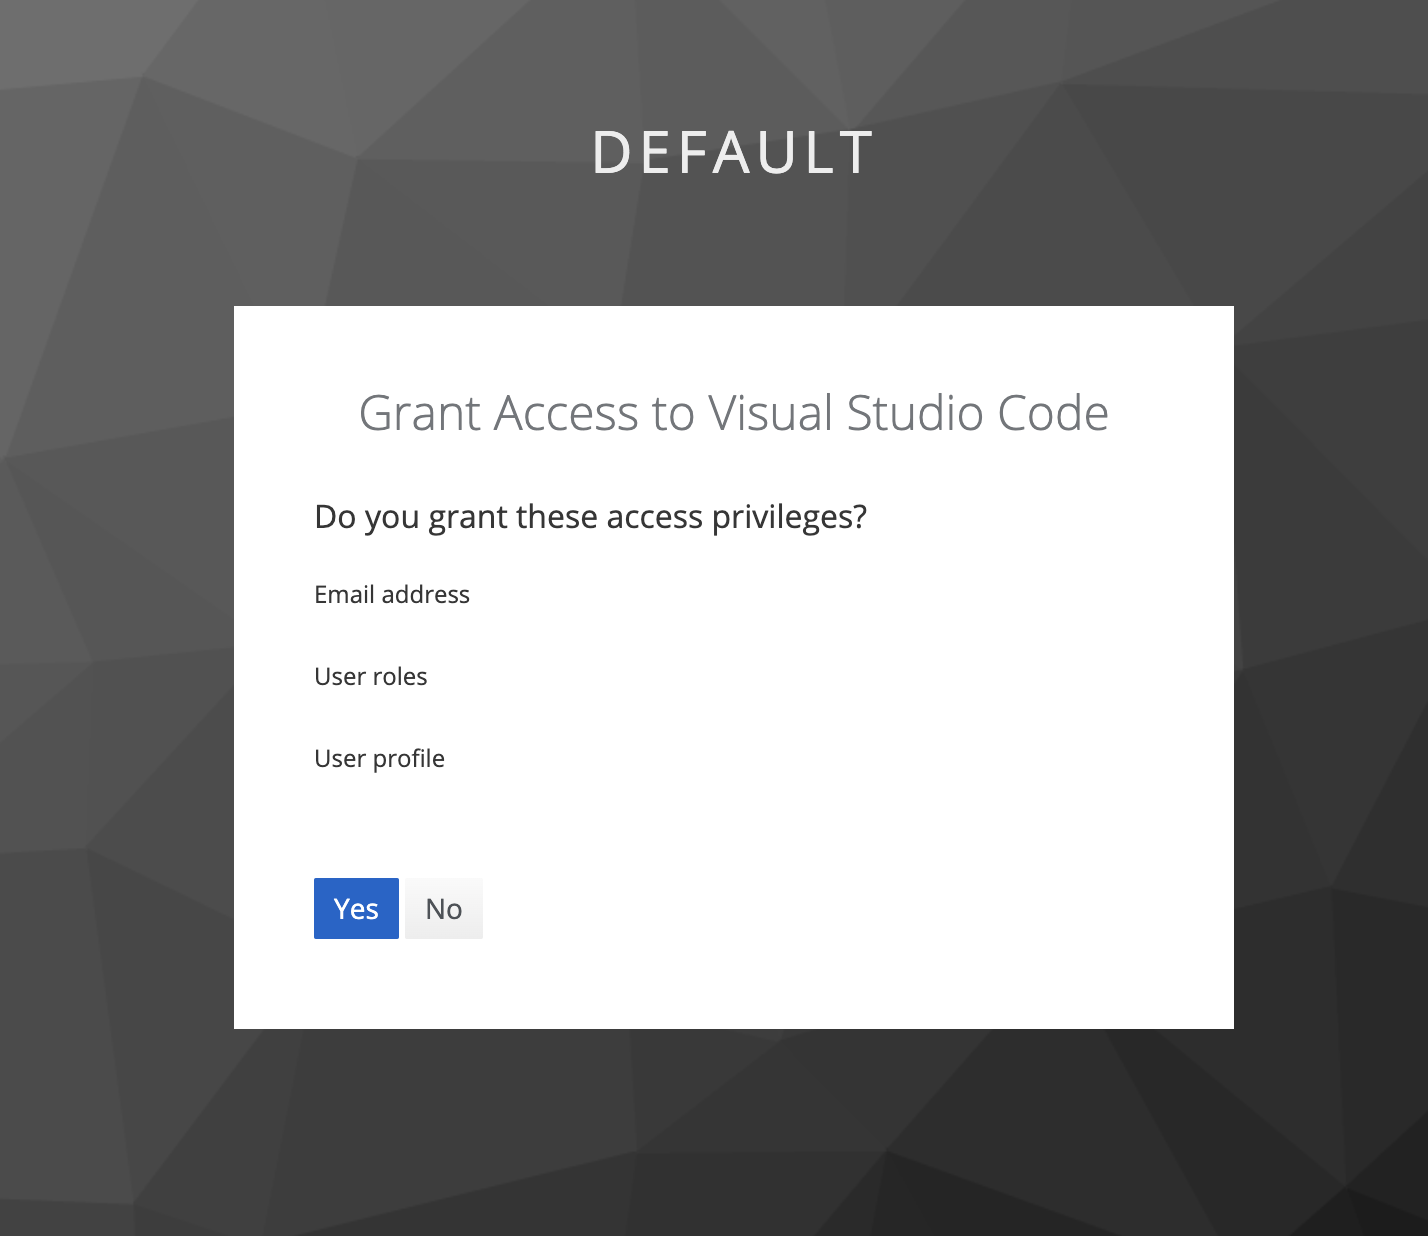 DEFAULT
Grant Access to Visual Studio Code
Do you grant these access privileges?
Email address
User roles
User profile
Yes No